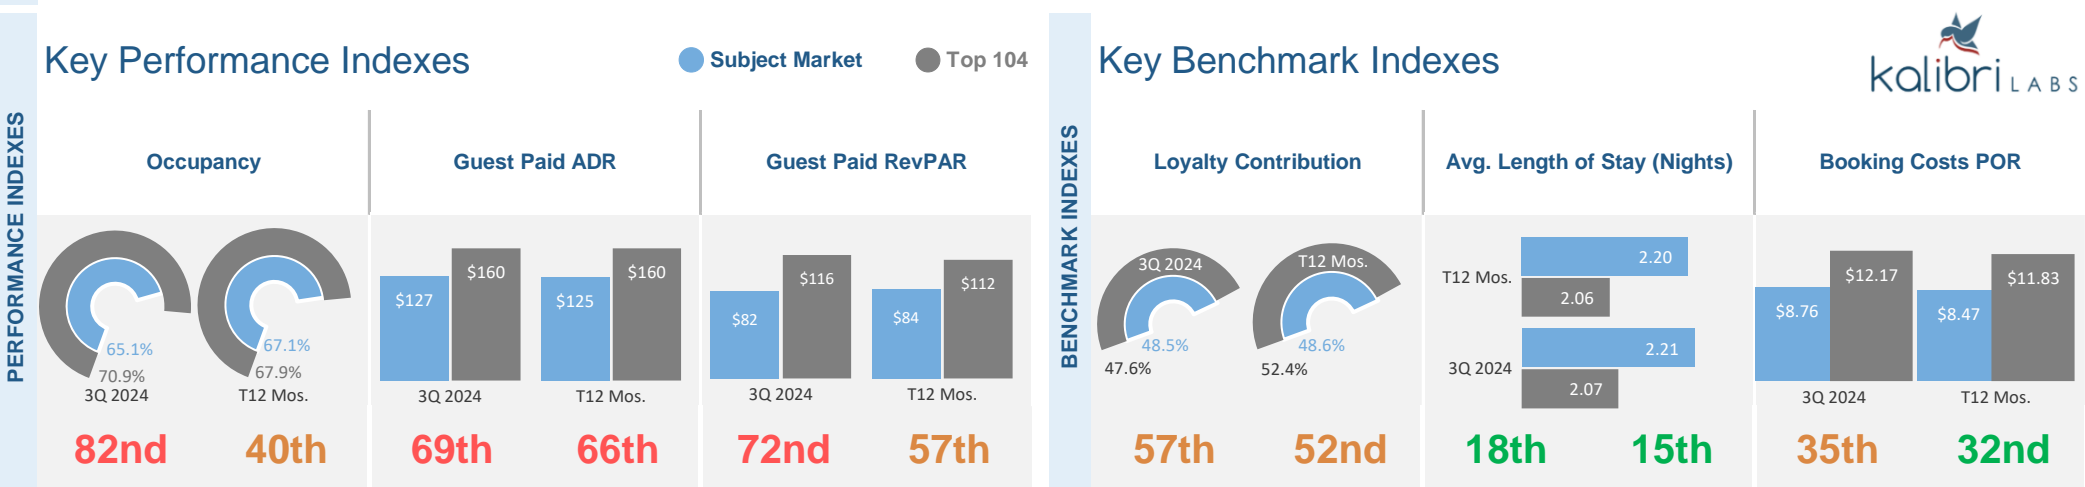 PERFORMANCE INDEXES
Key Performance Indexes
Subject Market
Top 104
Occupancy
Guest Paid ADR
Guest Paid RevPAR
65.1%
70.9%
3Q 2024
67.1%
67.9%
T12 Mos.
$127
$160
3Q 2024
$125
$160
T12 Mos.
$82
$116
3Q 2024
$84
$112
T12 Mos.
82nd
40th
69th
66th
72nd
57th
BENCHMARK INDEXES
Key Benchmark Indexes
kalibri LABS
Loyalty Contribution
Avg. Length of Stay (Nights)
Booking Costs POR
3Q 2024
48.5%
47.6%
T12 Mos.
48.6%
52.4%
T12 Mos.
2.20
2.06
3Q 2024
2.21
2.07
$8.76
$12.17
3Q 2024
$8.47
$11.83
T12 Mos.
57th
52nd
18th
15th
35th
32nd